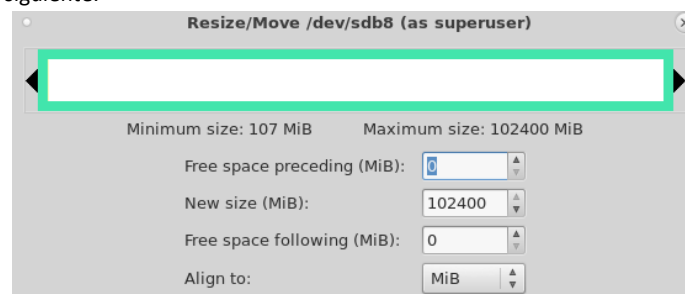 siguiente:
Resize/Move /dev/sdb8 (as superuser)
Minimum size: 107 MiB Maximum size: 102400 MiB
Free space preceding (MiB): 0
New size (MiB): 102400
Free space following (MiB): 0
Align to: MiB